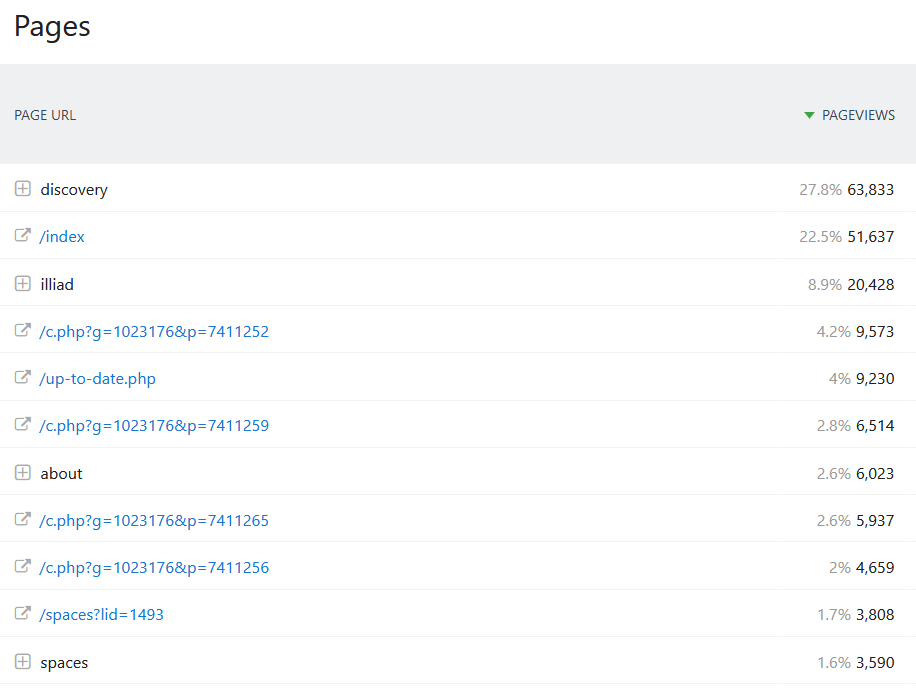 Pages
PAGE URL PAGEVIEWS
discovery 27.8% 63,833
/index 22.5% 51,637
illiad 8.9% 20,428
/c.php?g=1023176&p=7411252 4.2% 9,573
/up-to-date.php 4% 9,230
/c.php?g=1023176&p=7411259 2.8% 6,514
about 2.6% 6,023
/c.php?g=1023176&p=7411265 2.6% 5,937
/c.php?g=1023176&p=7411256 2% 4,659
/spaces?lid=1493 1.7% 3,808
spaces 1.6% 3,590